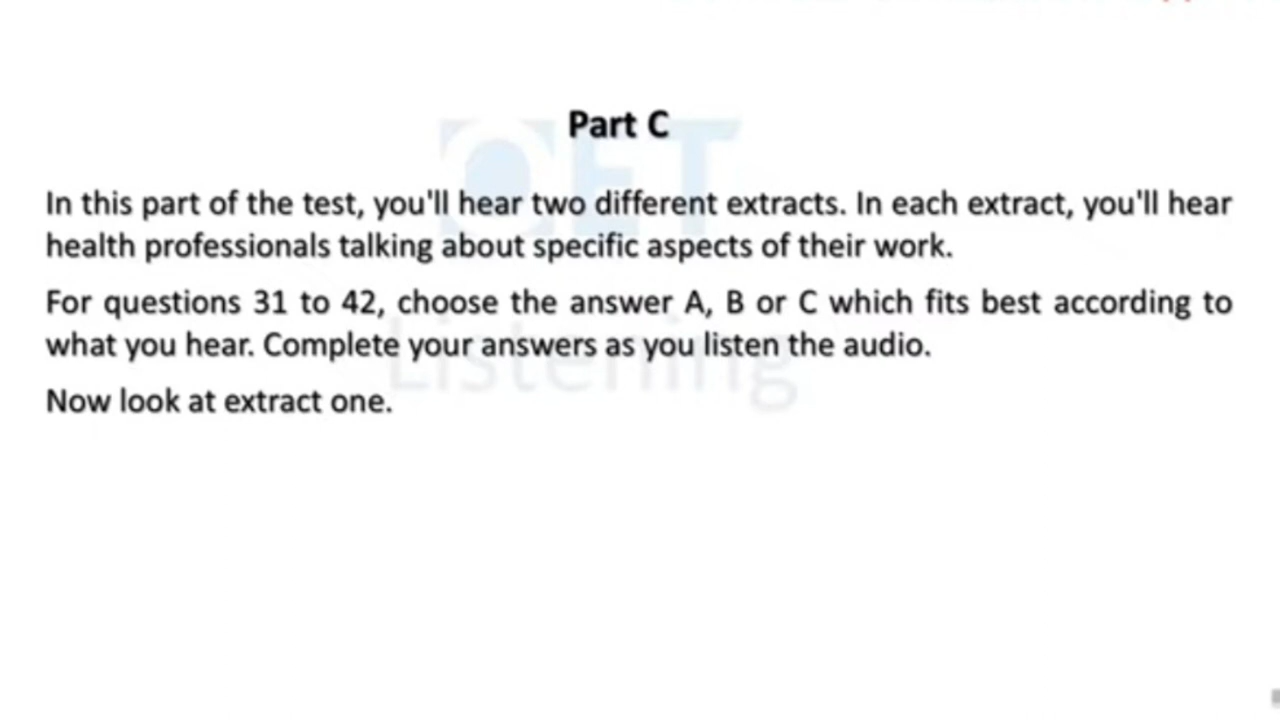 Part C
OET
In this part of the test, you'll hear two different extracts. In each extract, you'll hear
health professionals talking about specific aspects of their work.
For questions 31 to 42, choose the answer A, B or C which fits best according to
what you hear. Complete your answers as you listen the audio.
Listening
Now look at extract one.